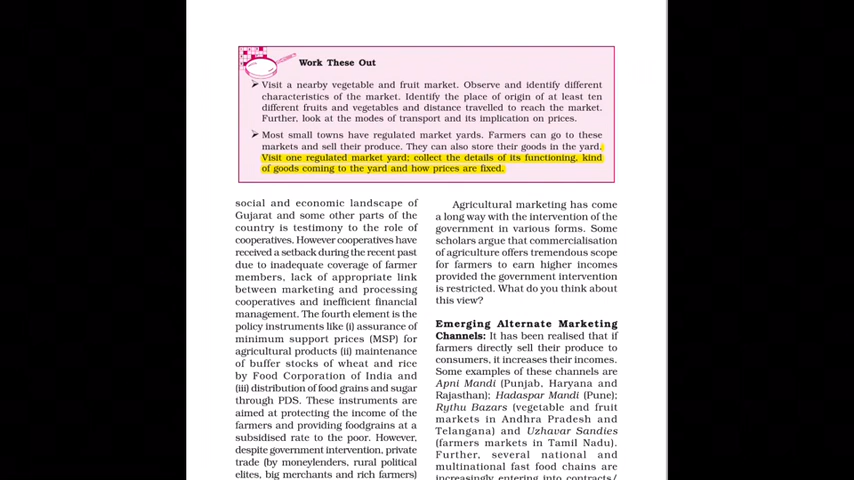 Work These Out
➢ Visit a nearby vegetable and fruit market. Observe and identify different
characteristics of the market. Identify the place of origin of at least ten
different fruits and vegetables and distance travelled to reach the market.
Further, look at the modes of transport and its implication on prices.
➢ Most small towns have regulated market yards. Farmers can go to these
markets and sell their produce. They can also store their goods in the yard.
Visit one regulated market yard; collect the details of its functioning, kind
of goods coming to the yard and how prices are fixed.
social and economic landscape of
Gujarat and some other parts of the
country is testimony to the role of
cooperatives. However cooperatives have
received a setback during the recent past
due to inadequate coverage of farmer
members, lack of appropriate link
between marketing and processing
cooperatives and inefficient financial
management. The fourth element is the
policy instruments like (i) assurance of
minimum support prices (MSP) for
agricultural products (ii) maintenance
of buffer stocks of wheat and rice
by Food Corporation of India and
(iii) distribution of food grains and sugar
through PDS. These instruments are
aimed at protecting the income of the
farmers and providing foodgrains at a
subsidised rate to the poor. However,
despite government intervention, private
trade (by moneylenders, rural political
elites, big merchants and rich farmers)
Agricultural marketing has come
a long way with the intervention of the
government in various forms. Some
scholars argue that commercialisation
of agriculture offers tremendous scope
for farmers to earn higher incomes
provided the government intervention
is restricted. What do you think about
this view?
Emerging Alternate Marketing
Channels: It has been realised that if
farmers directly sell their produce to
consumers, it increases their incomes.
Some examples of these channels are
Apni Mandi (Punjab, Haryana and
Rajasthan); Hadaspar Mandi (Pune);
Rythu Bazars (vegetable and fruit
markets in Andhra Pradesh and
Telangana) and Uzhavar Sandies
(farmers markets in Tamil Nadu).
Further, several national and
multinational fast food chains are
increasingly entering into contracts/